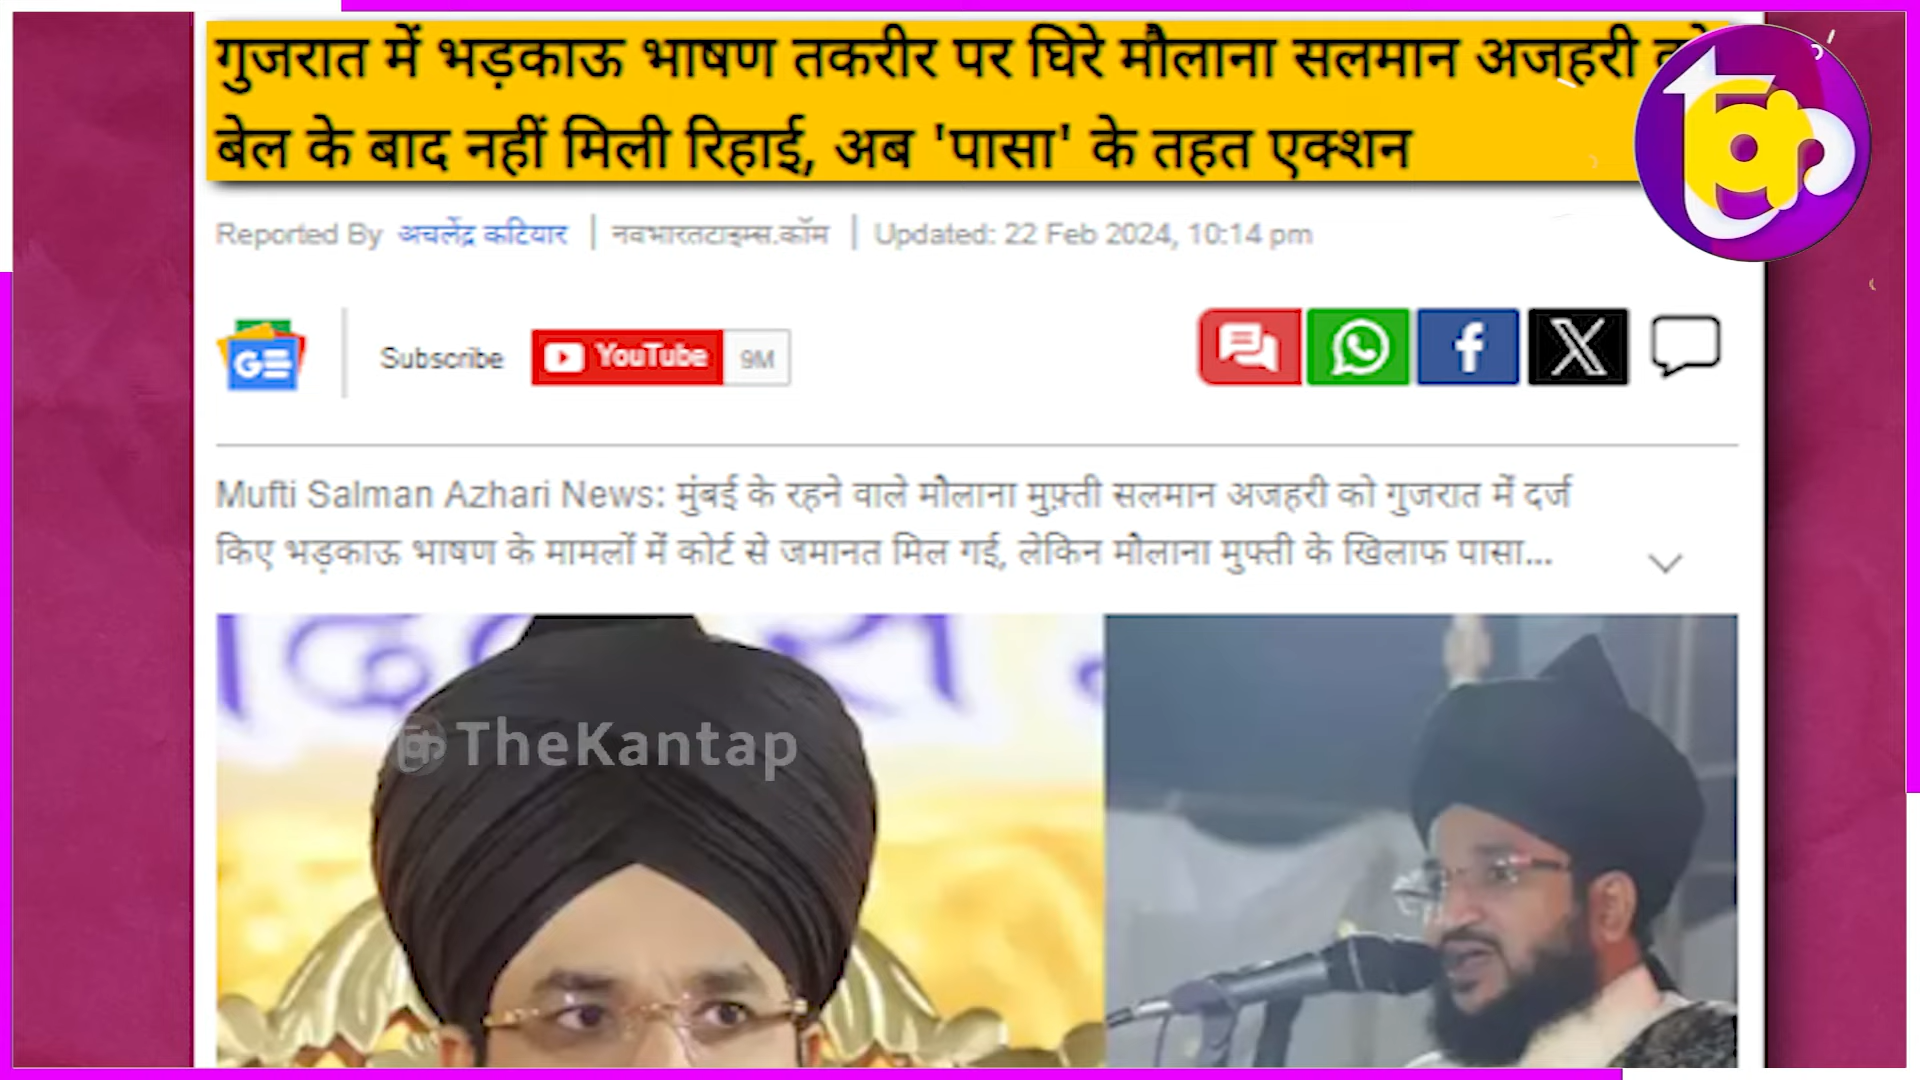 गुजरात में भड़काऊ भाषण तकरीर पर घिरे मौलाना सलमान अजहरी
बेल के बाद नहीं मिली रिहाई, अब 'पासा' के तहत एक्शन
Reported By अचलेंद्र कटियार | नवभारतटाइम्स.कॉम | Updated: 22 Feb 2024, 10:14 pm
GE
Subscribe YouTube 9M
Mufti Salman Azhari News: मुंबई के रहने वाले मौलाना मुफ़्ती सलमान अजहरी को गुजरात में दर्ज
किए भड़काऊ भाषण के मामलों में कोर्ट से जमानत मिल गई, लेकिन मौलाना मुफ्ती के खिलाफ पासा...
TheKantap